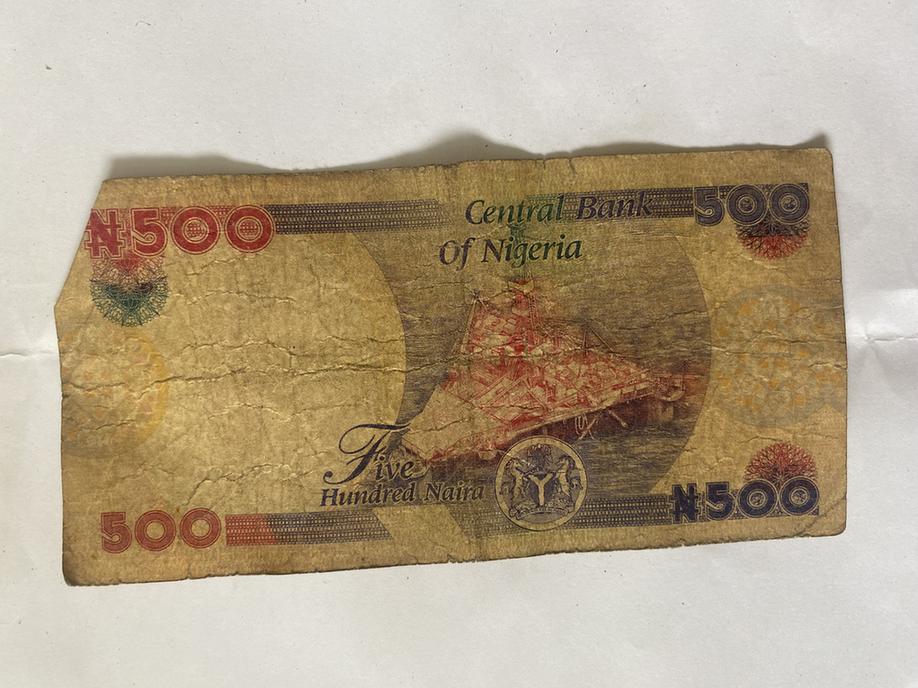 ₦500
Central Bank
Of Nigeria
500
Five
Hundred Naira
500
₦500